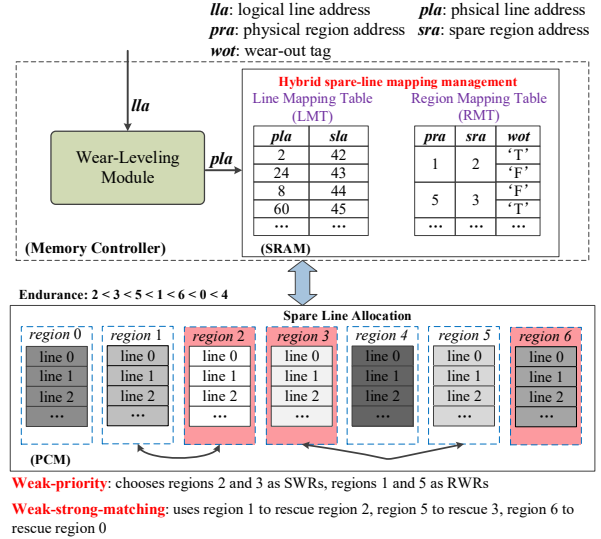 lla: logical line address pla: phsical line address
pra: physical region address sra: spare region address
wot: wear-out tag
lla
Wear-Leveling
Module
pla
(Memory Controller)
Hybrid spare-line mapping management
Line Mapping Table
(LMT)
pla sla
2 42
24 43
8 44
60 45
... ...
Region Mapping Table
(RMT)
pra sra wot
1 2 ‘T’
‘F’
5 3 ‘F’
‘T’
... ... ...
(SRAM)
Endurance: 2 < 3 < 5 < 1 < 6 < 0 < 4
Spare Line Allocation
region 0 region 1 region 2 region 3 region 4 region 5 region 6
line 0 line 0 line 0 line 0 line 0 line 0 line 0
line 1 line 1 line 1 line 1 line 1 line 1 line 1
line 2 line 2 line 2 line 2 line 2 line 2 line 2
... ... ... ... ... ... ...
(PCM)
Weak-priority: chooses regions 2 and 3 as SWRs, regions 1 and 5 as RWRs
Weak-strong-matching: uses region 1 to rescue region 2, region 5 to rescue 3, region 6 to
rescue region 0